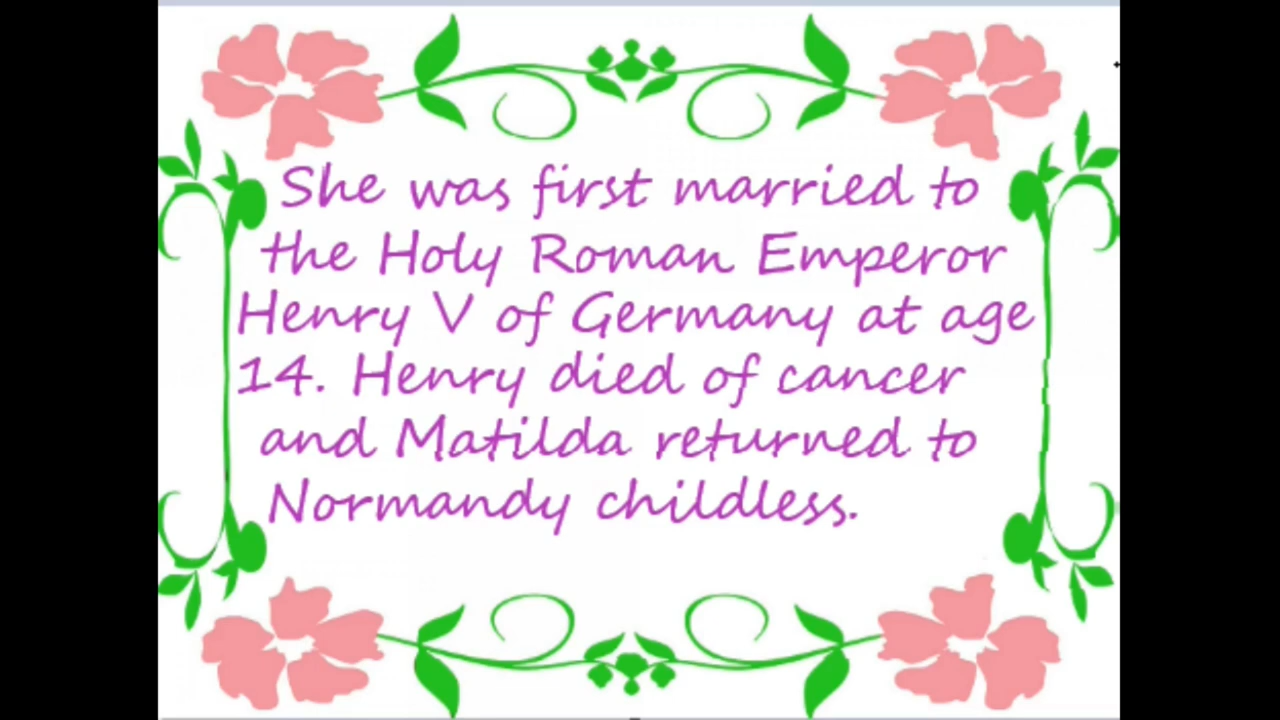 She was first married to
the Holy Roman Emperor
Henry V of Germany at age
14. Henry died of cancer
and Matilda returned to
Normandy childless.